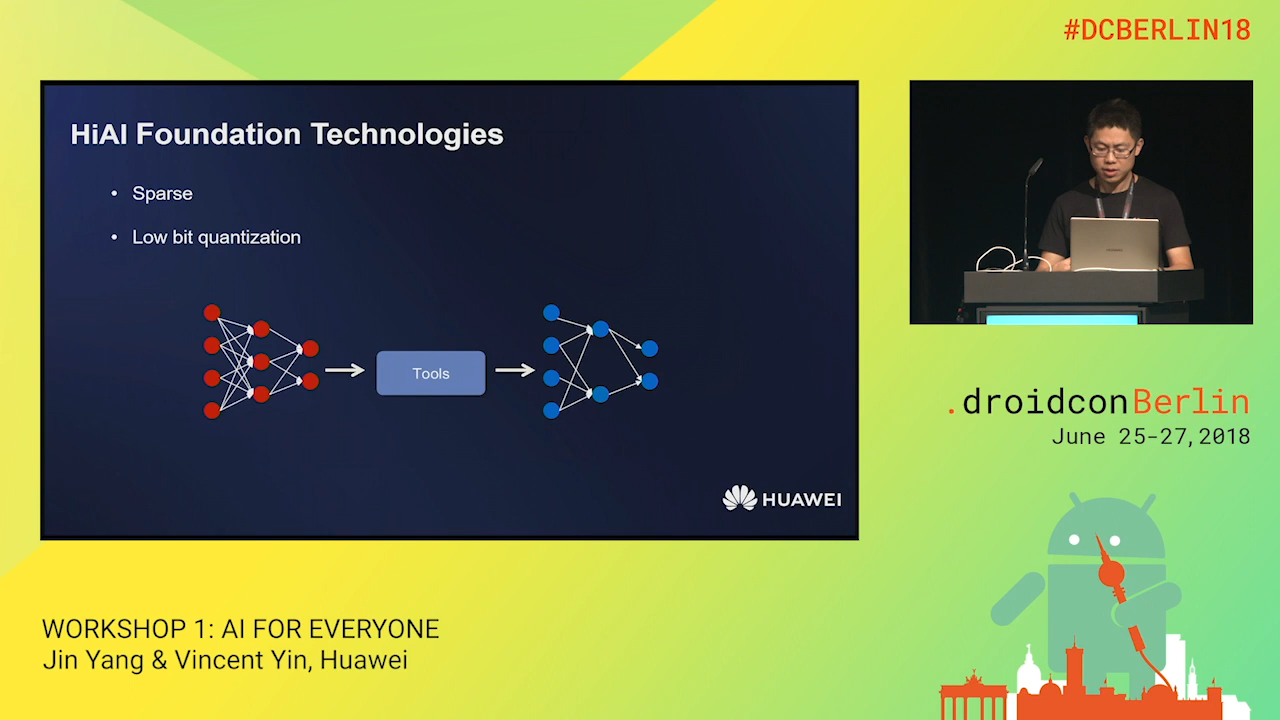 #DCBERLIN18
HiAI Foundation Technologies
• Sparse
• Low bit quantization
Tools
HUAWEI
.droidconBerlin
June 25-27,2018
WORKSHOP 1: AI FOR EVERYONE
Jin Yang & Vincent Yin, Huawei